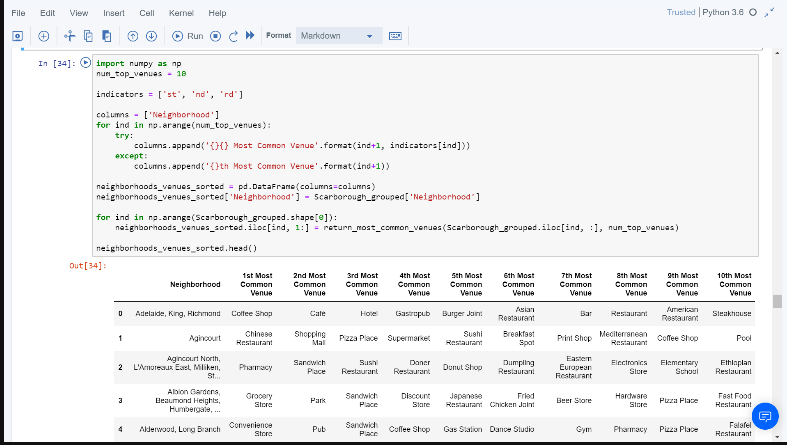 File Edit View Insert Cell Kernel Help Trusted | Python 3.6
Run Format Markdown
In [34]: import numpy as np
num_top_venues = 10
indicators = ['st', 'nd', 'rd']
columns = ['Neighborhood']
for ind in np.arange(num_top_venues):
try:
columns.append('{}{} Most Common Venue'.format(ind+1, indicators[ind]))
except:
columns.append('{}th Most Common Venue'.format(ind+1))
neighborhoods_venues_sorted = pd.DataFrame(columns=columns)
neighborhoods_venues_sorted['Neighborhood'] = Scarborough_grouped['Neighborhood']
for ind in np.arange(Scarborough_grouped.shape[0]):
neighborhoods_venues_sorted.iloc[ind, 1:] = return_most_common_venues(Scarborough_grouped.iloc[ind, :], num_top_venues)
neighborhoods_venues_sorted.head()
Out[34]:
1st Most 2nd Most 3rd Most 4th Most 5th Most 6th Most 7th Most 8th Most 9th Most 10th Most
Neighborhood Common Common Common Common Common Common Common Common Common Common
Venue Venue Venue Venue Venue Venue Venue Venue Venue Venue
0 Adelaide, King, Richmond Coffee Shop Café Hotel Gastropub Burger Joint Asian Restaurant Bar Restaurant American Restaurant Steakhouse
1 Agincourt Chinese Restaurant Shopping Mall Pizza Place Supermarket Sushi Restaurant Breakfast Spot Print Shop Mediterranean Restaurant Coffee Shop Pool
2 Agincourt North, L'Amoreaux East, Milliken, St... Pharmacy Sandwich Place Sushi Restaurant Doner Restaurant Donut Shop Dumpling Restaurant Eastern European Restaurant Electronics Store Elementary School Ethiopian Restaurant
3 Albion Gardens, Beaumond Heights, Humbergate, ... Grocery Store Park Sandwich Place Discount Store Japanese Restaurant Fried Chicken Joint Beer Store Hardware Store Pizza Place Fast Food Restaurant
4 Alderwood, Long Branch Convenience Store Pub Sandwich Place Coffee Shop Gas Station Dance Studio Gym Pharmacy Pizza Place Falafel Restaurant